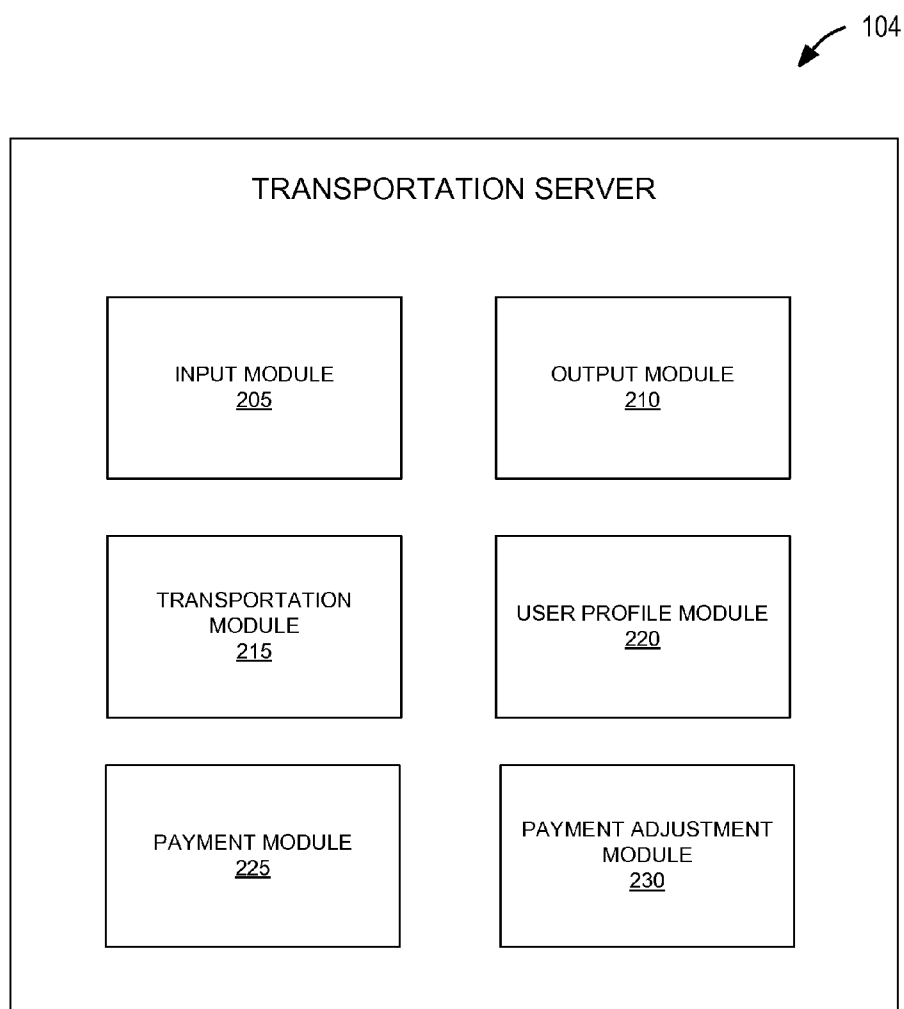 104
TRANSPORTATION SERVER
INPUT MODULE
205
OUTPUT MODULE
210
TRANSPORTATION
MODULE
215
USER PROFILE MODULE
220
PAYMENT MODULE
225
PAYMENT ADJUSTMENT
MODULE
230